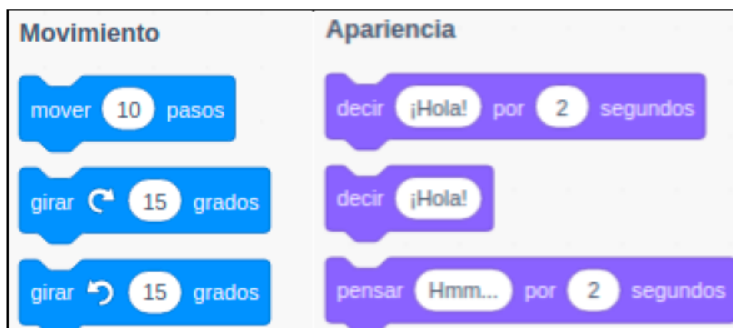 Movimiento
mover 10 pasos
girar 15 grados
girar 15 grados
Apariencia
decir ¡Hola! por 2 segundos
decir ¡Hola!
pensar Hmm... por 2 segundos